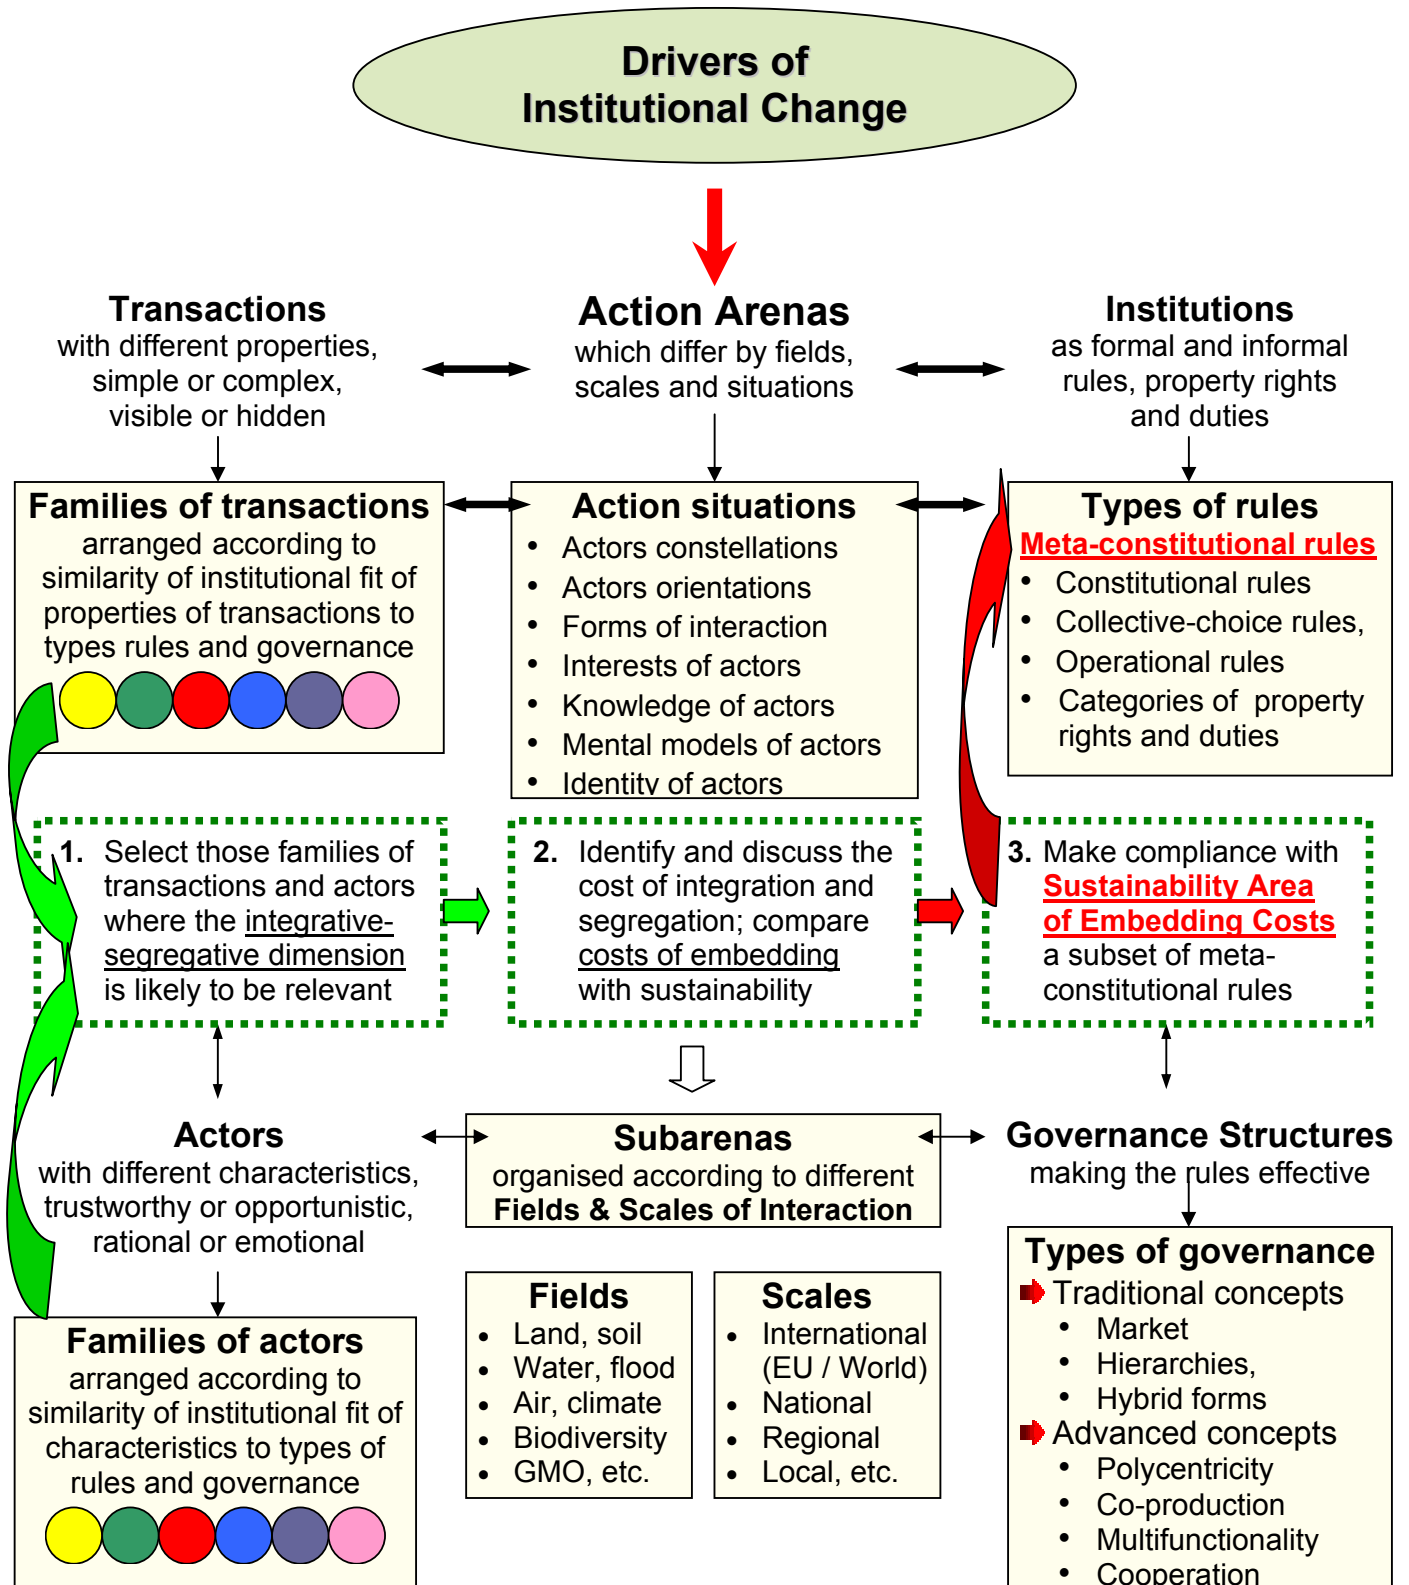 Drivers of
Institutional Change
Transactions
with different properties,
simple or complex,
visible or hidden
Action Arenas
which differ by fields,
scales and situations
Institutions
as formal and informal
rules, property rights
and duties
Families of transactions
arranged according to
similarity of institutional fit of
properties of transactions to
types rules and governance
Action situations
• Actors constellations
• Actors orientations
• Forms of interaction
• Interests of actors
• Knowledge of actors
• Mental models of actors
• Identity of actors
Types of rules
Meta-constitutional rules
• Constitutional rules
• Collective-choice rules,
• Operational rules
• Categories of property
rights and duties
1. Select those families of
transactions and actors
where the integrative-
segregative dimension
is likely to be relevant
2. Identify and discuss the
cost of integration and
segregation; compare
costs of embedding
with sustainability
3. Make compliance with
Sustainability Area
of Embedding Costs
a subset of meta-
constitutional rules
Actors
with different characteristics,
trustworthy or opportunistic,
rational or emotional
Subarenas
organised according to different
Fields & Scales of Interaction
Governance Structures
making the rules effective
Families of actors
arranged according to
similarity of institutional fit of
characteristics to types of
rules and governance
Fields
• Land, soil
• Water, flood
• Air, climate
• Biodiversity
• GMO, etc.
Scales
• International
(EU / World)
• National
• Regional
• Local, etc.
Types of governance
Traditional concepts
• Market
• Hierarchies,
• Hybrid forms
Advanced concepts
• Polycentricity
• Co-production
• Multifunctionality
• Cooperation